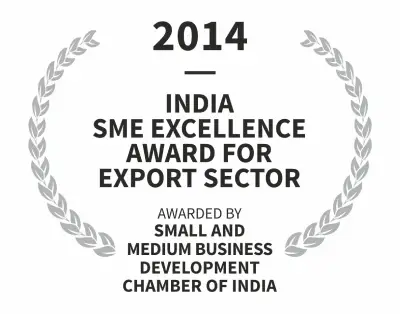 2014
INDIA
SME EXCELLENCE
AWARD FOR
EXPORT SECTOR
AWARDED BY
SMALL AND
MEDIUM BUSINESS
DEVELOPMENT
CHAMBER OF INDIA